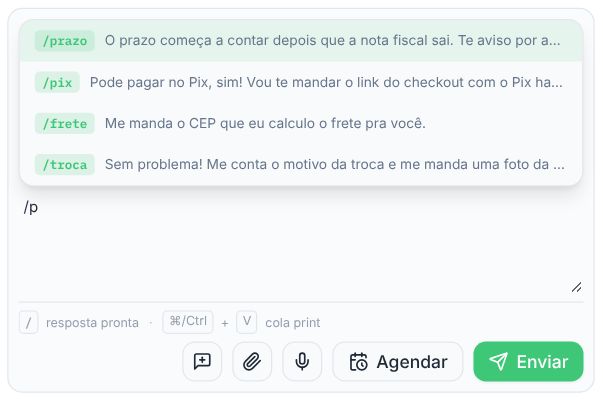 /prazo O prazo começa a contar depois que a nota fiscal sai. Te aviso por a...
/pix Pode pagar no Pix, sim! Vou te mandar o link do checkout com o Pix ha...
/frete Me manda o CEP que eu calculo o frete pra você.
/troca Sem problema! Me conta o motivo da troca e me manda uma foto da ...
/p
/ resposta pronta · ⌘/Ctrl + V cola print
Agendar Enviar